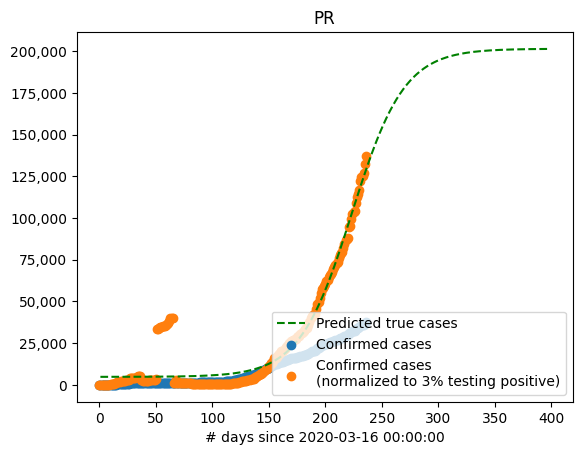 PR
200,000
175,000
150,000
125,000
100,000
75,000
50,000
25,000
0
Predicted true cases
Confirmed cases
Confirmed cases
(normalized to 3% testing positive)
0 50 100 150 200 250 300 350 400
# days since 2020-03-16 00:00:00